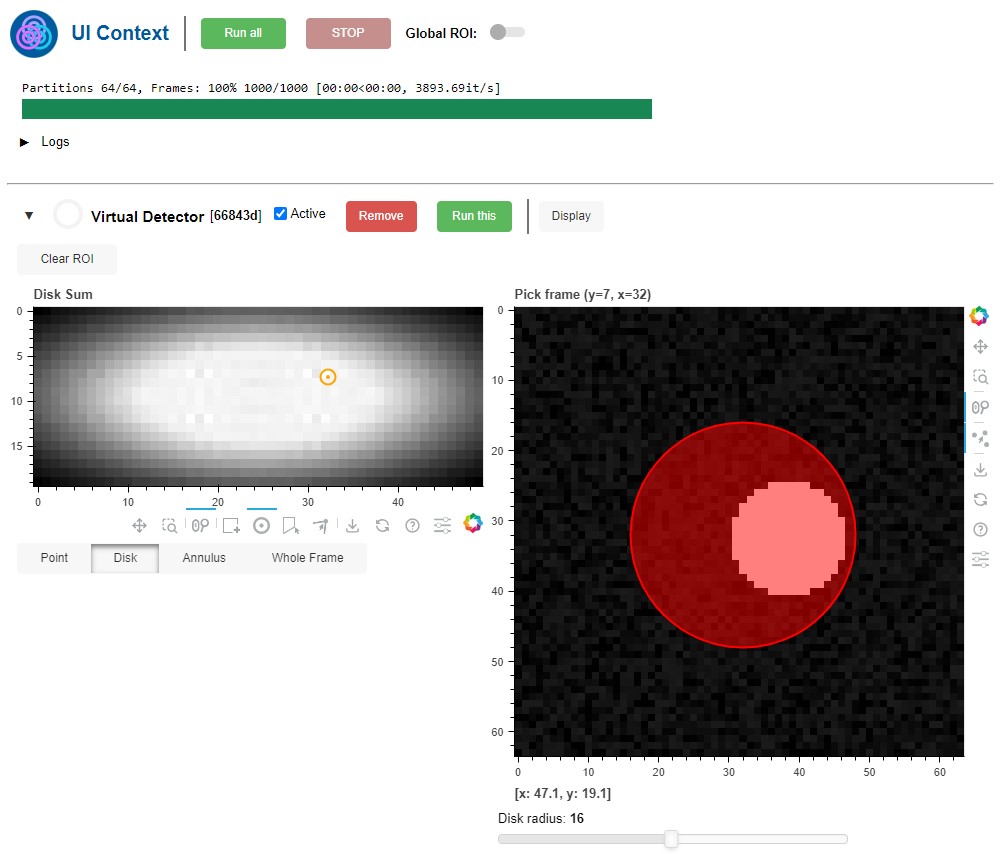 UI Context Run all STOP Global ROI:
Partitions 64/64, Frames: 100% 1000/1000 [00:00<00:00, 3893.69it/s]
▶ Logs
▼ Virtual Detector [66843d] Active Remove Run this Display
Clear ROI
Disk Sum
0
5
10
15
0 10 20 30 40
Point Disk Annulus Whole Frame
Pick frame (y=7, x=32)
0
10
20
30
40
50
60
0 10 20 30 40 50 60
[x: 47.1, y: 19.1]
Disk radius: 16